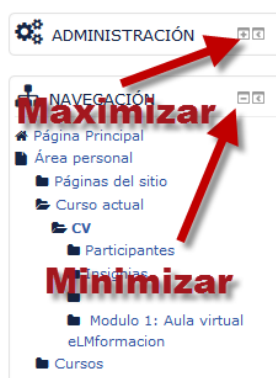 ADMINISTRACIÓN
NAVEGACIÓN
Maximizar
Página Principal
Área personal
Páginas del sitio
Curso actual
CV
Participantes
Insignias
Minimizar
Modulo 1: Aula virtual
eLMformacion
Cursos